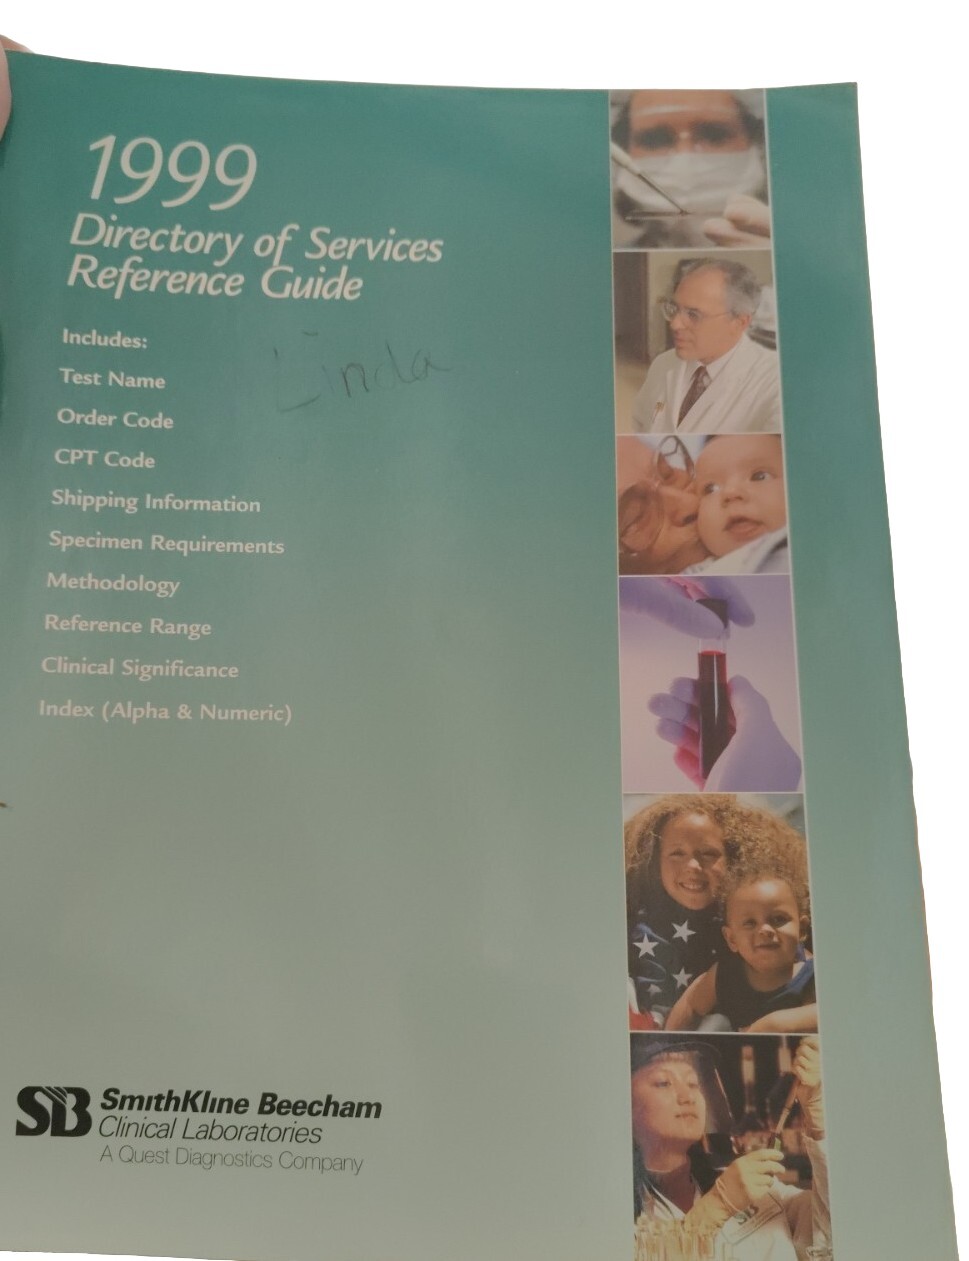 1999
Directory of Services
Reference Guide
Includes:
Linda
Test Name
Order Code
CPT Code
Shipping Information
Specimen Requirements
Methodology
Reference Range
Clinical Significance
Index (Alpha & Numeric)
SB SmithKline Beecham
Clinical Laboratories
A Quest Diagnostics Company
SB